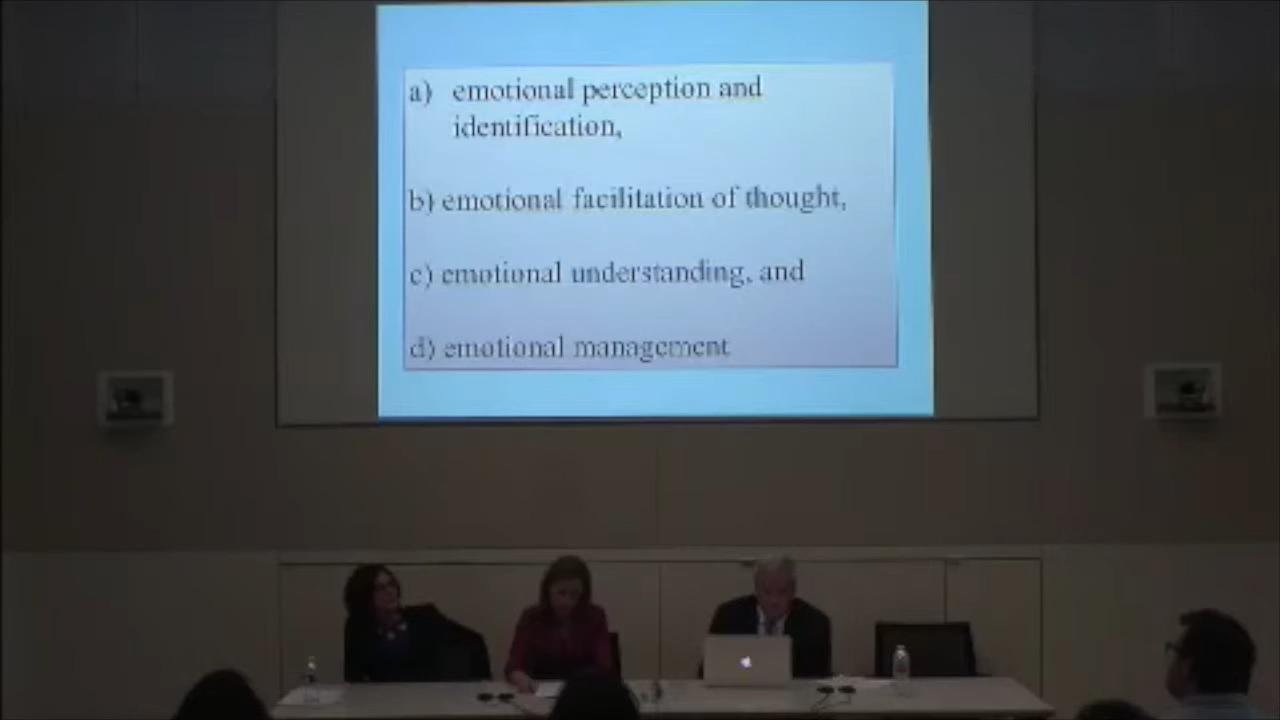 a) emotional perception and
identification,
b) emotional facilitation of thought,
c) emotional understanding, and
d) emotional management